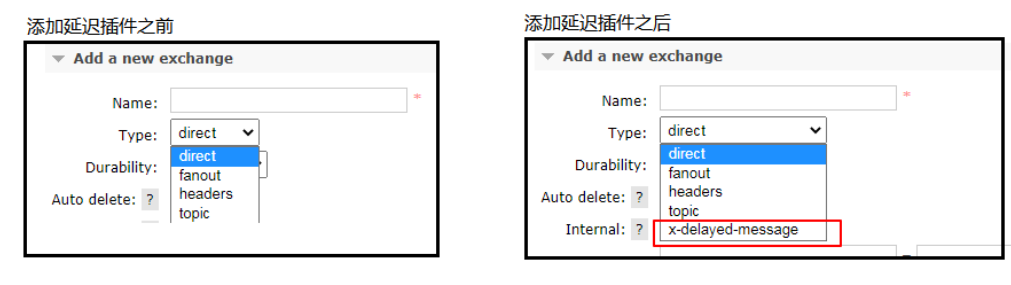 添加延迟插件之前
Add a new exchange
Name:
*
Type:
direct
direct
fanout
headers
topic
Durability:
Auto delete: ?
添加延迟插件之后
Add a new exchange
Name:
*
Type:
direct
direct
fanout
headers
topic
x-delayed-message
Durability:
Auto delete: ?
Internal: ?